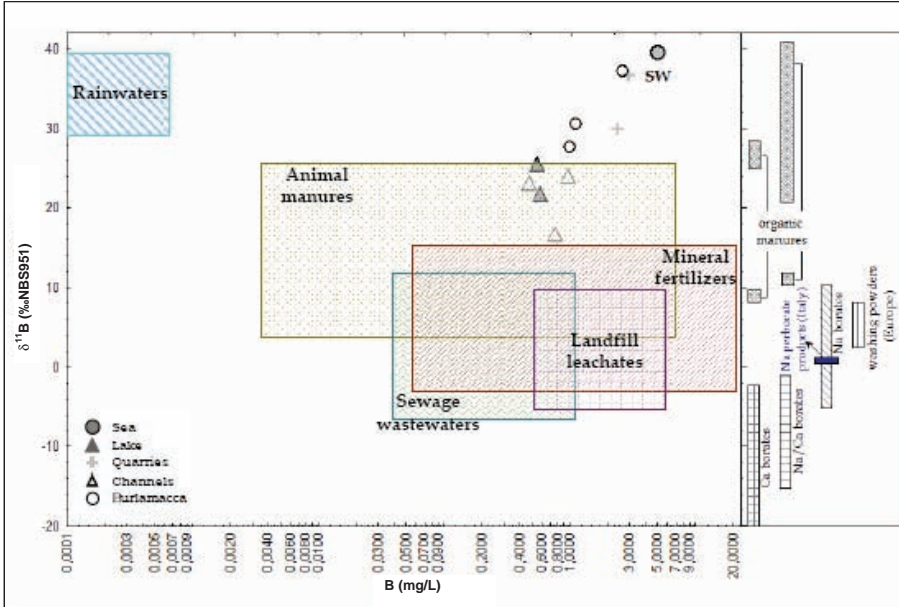 40
30
20
10
0
-10
-20
δ¹¹B (‰NBS951)
Rainwaters
SW
Animal
manures
Mineral
fertilizers
Landfill
leachates
Sewage
wastewaters
Sea
Lake
Quarries
Channels
Burlamacca
0,0001
0,0003
0,0005
0,0007
0,0009
0,0020
0,0040
0,0060
0,0080
0,0100
0,0300
0,0500
0,0700
0,0900
0,2000
0,4000
0,6000
0,8000
1,0000
3,0000
5,0000
7,0000
9,0000
20,0000
B (mg/L)
organic
manures
Ca borates
Na/Ca borates
Na perborate
products (Italy)
Na borates
washing powders
(Europe)